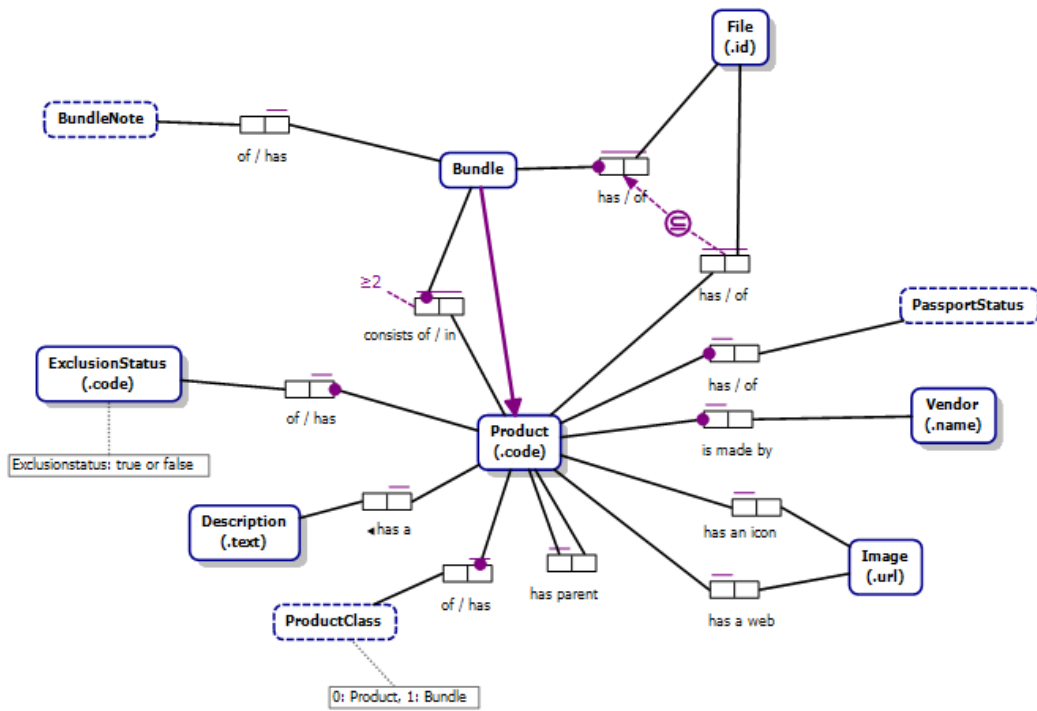 File
(.id)
BundleNote
of / has
Bundle
has / of
≥2
has / of
consists of / in
PassportStatus
ExclusionStatus
(.code)
has / of
of / has
Product
(.code)
Vendor
(.name)
is made by
Exclusionstatus: true or false
Description
(.text)
◄has a
has an icon
Image
(.url)
of / has
has parent
has a web
ProductClass
0: Product, 1: Bundle